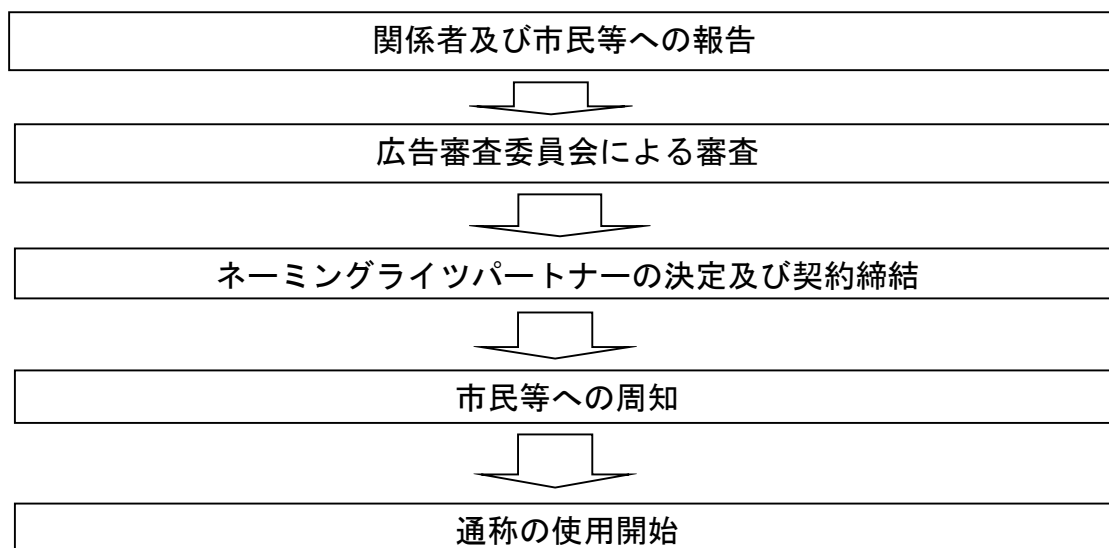 関係者及び市民等への報告
広告審査委員会による審査
ネーミングライツパートナーの決定及び契約締結
市民等への周知
通称の使用開始